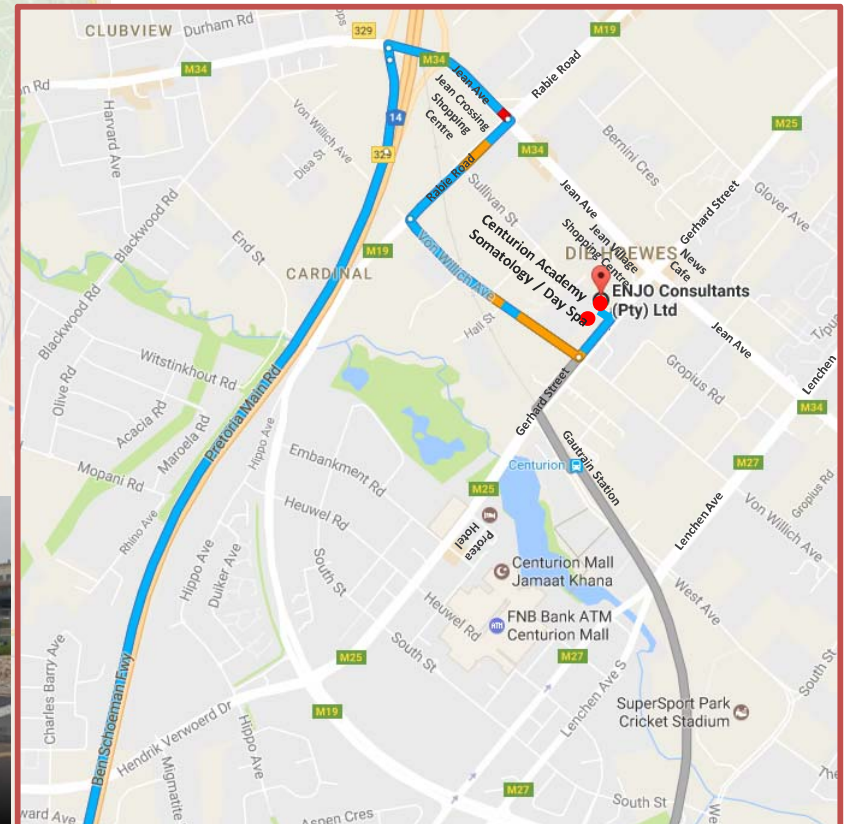 CLUBVIEW
Durham Rd
329
M19
M34
M34
Rabie Road
Jean Ave
Jean Crossing
Shopping
Centre
Harvard Ave
14
Von Willich Ave
Disa St
329
M25
M34
Bernini Cres
Rabie Road
Sullivan St
Jean Ave
Gerhard Street
Glover Ave
Blackwood Rd
End St
M19
CARDINAL
Von Willich Ave
Centurion Academy
Somatology / Day Spa
Jean Village
Shopping Centre
News
Cafe
ENJO Consultants
(Pty) Ltd
Hall St
Jean Ave
Blackwood Rd
Witstinkhout Rd
Olive Rd
Acacia Rd
Maroela Rd
Mopani Rd
Rhino Ave
Pretoria Main Rd
Hippo Ave
Gropius Rd
Lenchen
M34
Gerhard Street
Gautrain Station
Centurion
M27
M25
Embankment Rd
Heuwel Rd
Protea
Hotel
Gropius Rd
Von Willich Ave
Lenchen Ave
Hippo Ave
Duiker Ave
South St
Centurion Mall
Jamaat Khana
West Ave
Heuwel Rd
FNB Bank ATM
Centurion Mall
ATM
Charles Barry Ave
M25
South St
M27
Lenchen Ave S
South St
SuperSport Park
Cricket Stadium
M19
Ben Schoeman Fwy
Hendrik Verwoerd Dr
Hippo Ave
Migmatite
M27
South St
Aspen Cres